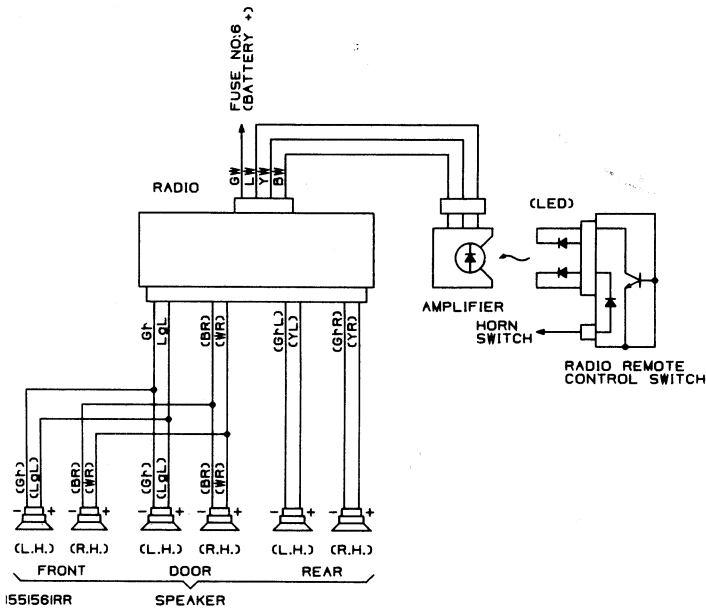 FUSE NO:6
(BATTERY +)
GW
LW
YW
BW
RADIO
(LED)
AMPLIFIER
HORN
SWITCH
RADIO REMOTE
CONTROL SWITCH
Gr
LgL
(BR)
(WR)
(GrL)
(YL)
(GrR)
(YR)
(Gr)
(LgL)
(BR)
(WR)
(Gr)
(LgL)
(BR)
(WR)
- + - + - + - + - + - +
(L.H.) (R.H.) (L.H.) (R.H.) (L.H.) (R.H.)
FRONT DOOR REAR
1551561RR SPEAKER